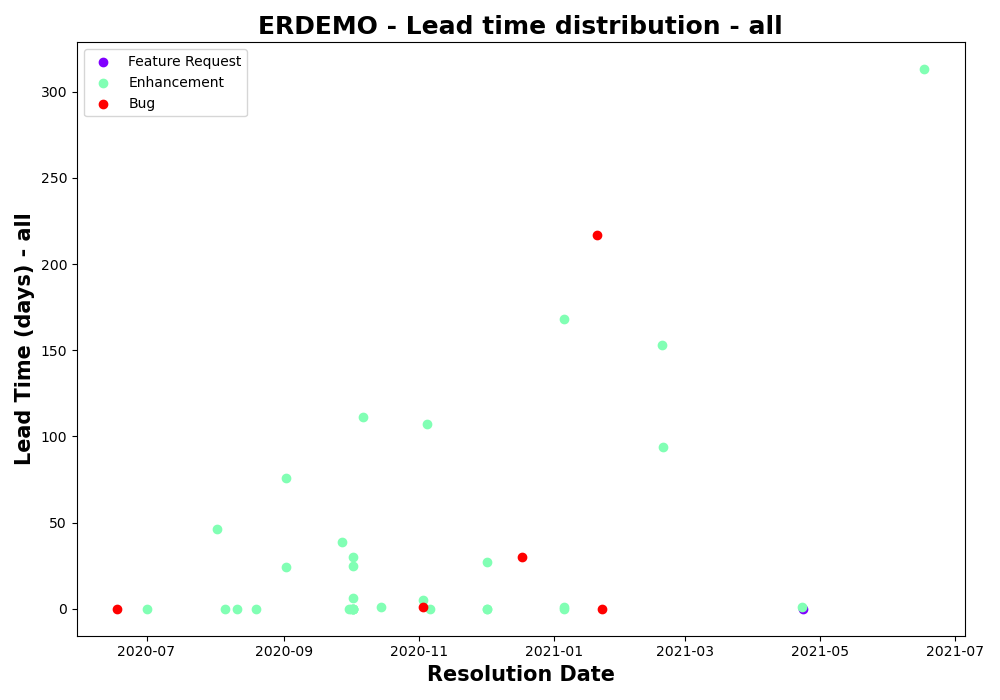 ERDEMO - Lead time distribution - all
Feature Request
Enhancement
Bug
300
250
200
150
100
50
0
Lead Time (days) - all
2020-07
2020-09
2020-11
2021-01
2021-03
2021-05
2021-07
Resolution Date